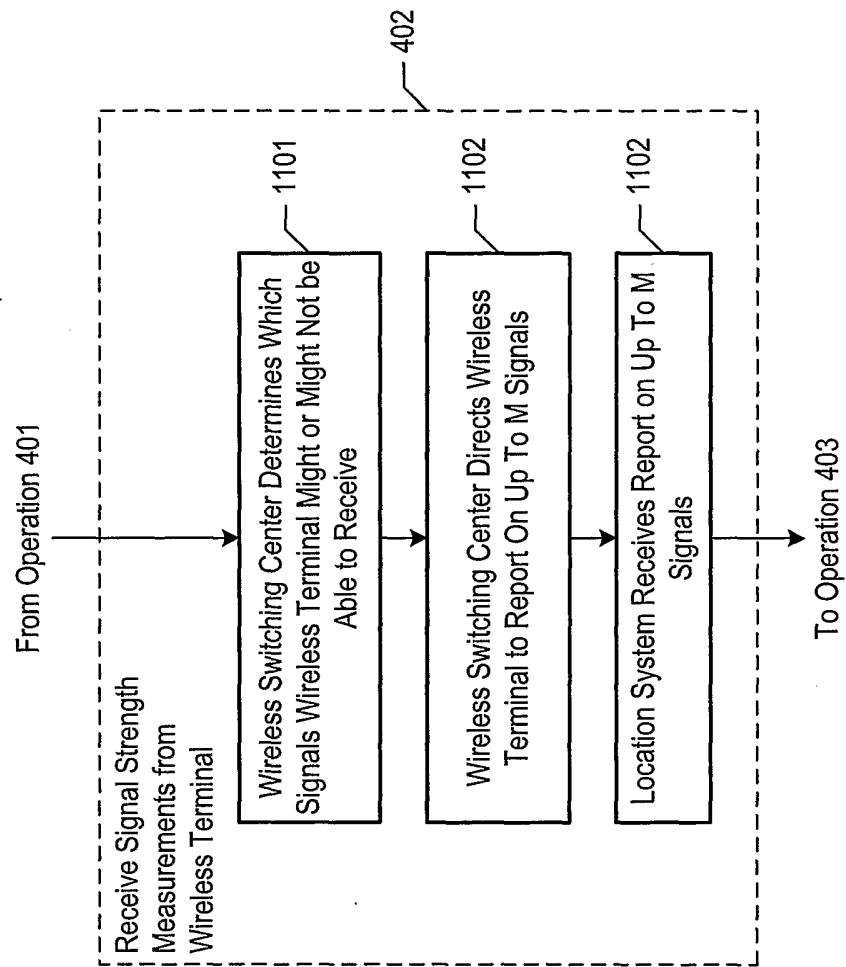 From Operation 401
Receive Signal Strength
Measurements from
Wireless Terminal
402
Wireless Switching Center Determines Which
Signals Wireless Terminal Might or Might Not be
Able to Receive
1101
Wireless Switching Center Directs Wireless
Terminal to Report On Up To M Signals
1102
Location System Receives Report on Up To M
Signals
1102
To Operation 403